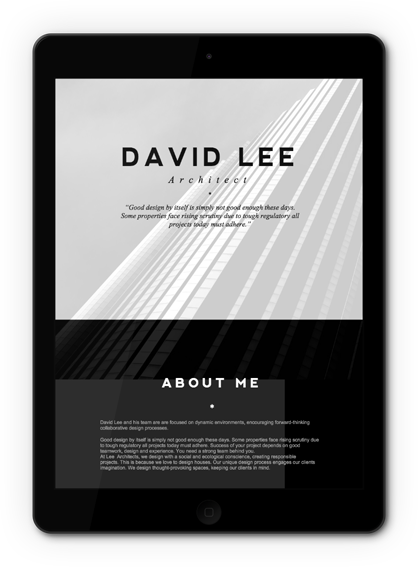 DAVID LEE
Architect
"Good design by itself is simply not good enough these days.
Some properties face rising scrutiny due to tough regulatory all
projects today must adhere."
ABOUT ME
David Lee and his team are are focused on dynamic environments, encouraging forward-thinking
collaborative design processes.
Good design by itself is simply not good enough these days. Some properties face rising scrutiny due
to tough regulatory all projects today must adhere. Success of your project depends on good
teamwork, design and experience. You need a strong team behind you.
At Lee Architects, we design with a social and ecological conscience, creating responsible
projects. This is because we love to design houses. Our unique design process engages our clients
imagination. We design thought-provoking spaces, keeping our clients in mind.